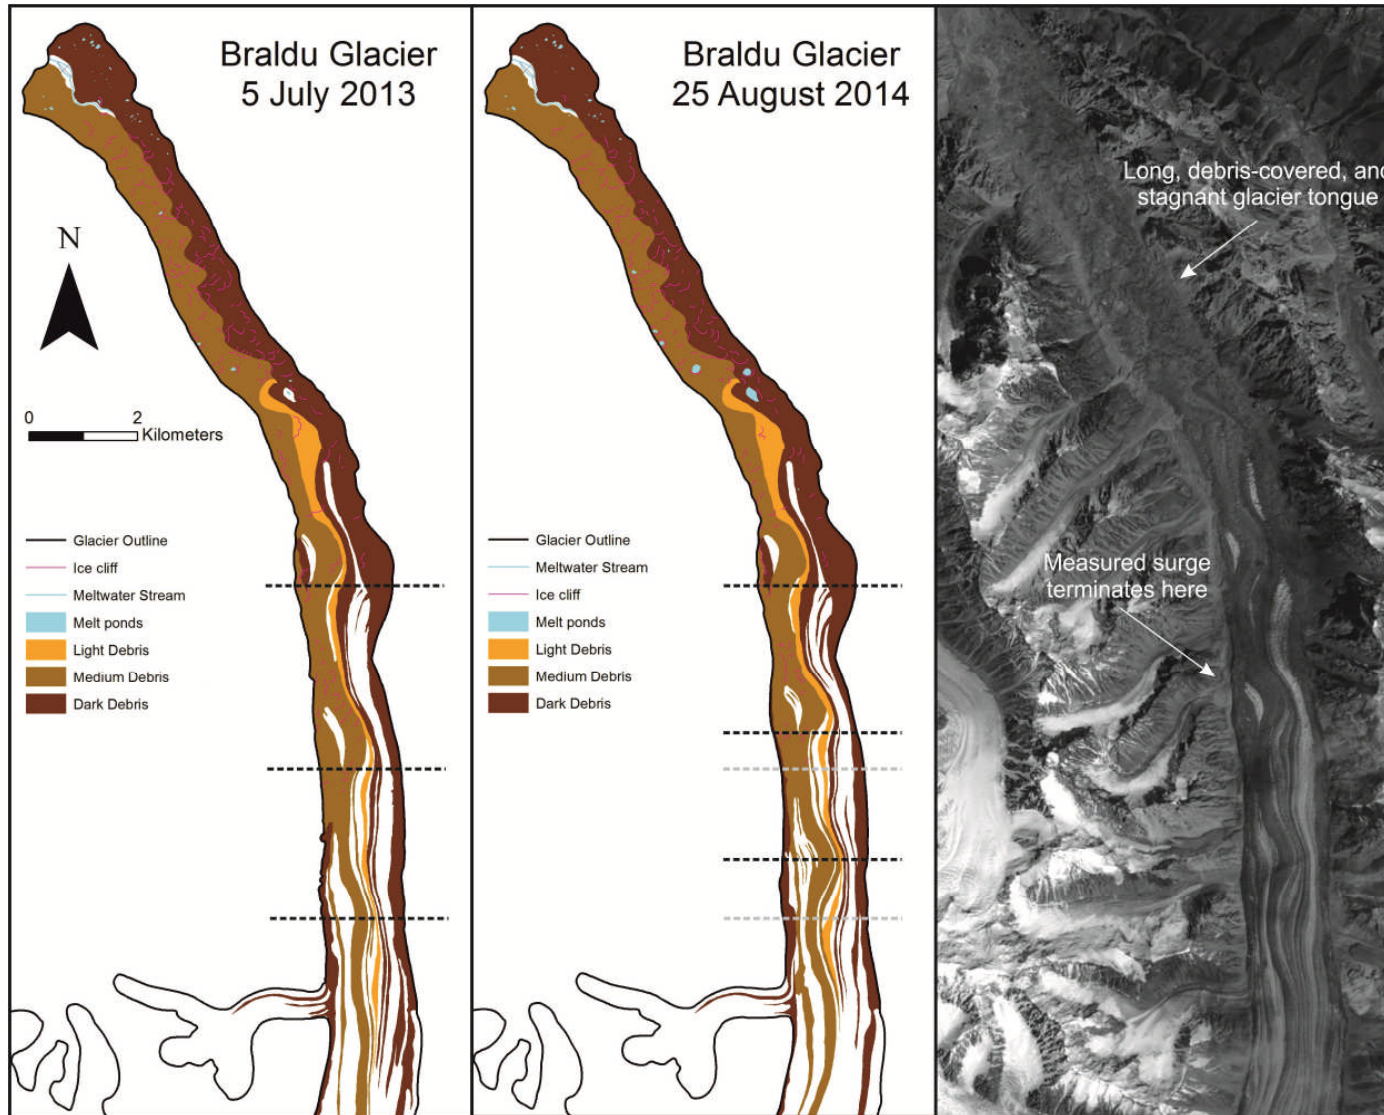 Braldu Glacier
5 July 2013
N
0 2
Kilometers
Glacier Outline
Ice cliff
Meltwater Stream
Melt ponds
Light Debris
Medium Debris
Dark Debris
Braldu Glacier
25 August 2014
Glacier Outline
Meltwater Stream
Ice cliff
Melt ponds
Light Debris
Medium Debris
Dark Debris
Long, debris-covered, and
stagnant glacier tongue
Measured surge
terminates here